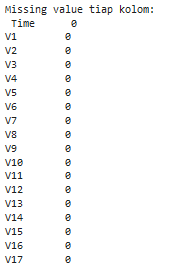 Missing value tiap kolom:
Time 0
V1 0
V2 0
V3 0
V4 0
V5 0
V6 0
V7 0
V8 0
V9 0
V10 0
V11 0
V12 0
V13 0
V14 0
V15 0
V16 0
V17 0